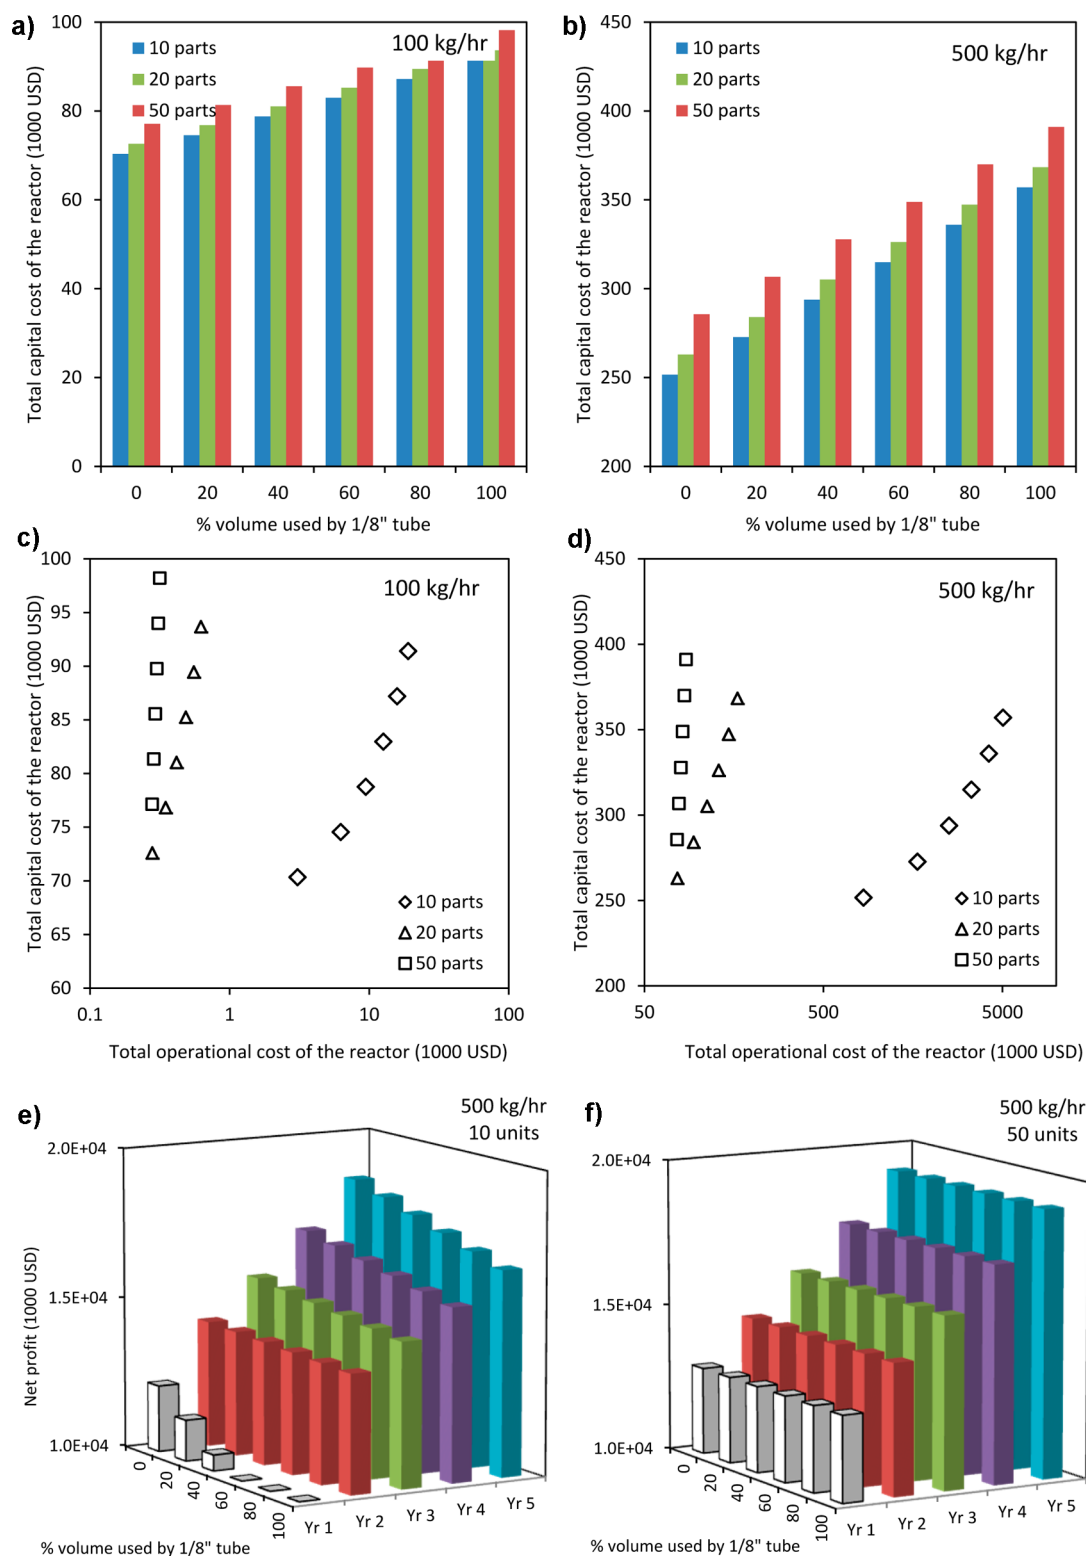 a)
100 kg/hr
10 parts
20 parts
50 parts
Total capital cost of the reactor (1000 USD)
100
80
60
40
20
0
0 20 40 60 80 100
% volume used by 1/8" tube
b)
500 kg/hr
10 parts
20 parts
50 parts
Total capital cost of the reactor (1000 USD)
450
400
350
300
250
200
0 20 40 60 80 100
% volume used by 1/8" tube
c)
100 kg/hr
Total capital cost of the reactor (1000 USD)
100
95
90
85
80
75
70
65
60
10 parts
20 parts
50 parts
0.1 1 10 100
Total operational cost of the reactor (1000 USD)
d)
500 kg/hr
Total capital cost of the reactor (1000 USD)
450
400
350
300
250
200
10 parts
20 parts
50 parts
50 500 5000
Total operational cost of the reactor (1000 USD)
e)
500 kg/hr
10 units
Net profit (1000 USD)
2.0E+04
1.5E+04
1.0E+04
0 20 40 60 80 100
Yr 1 Yr 2 Yr 3 Yr 4 Yr 5
% volume used by 1/8" tube
f)
500 kg/hr
50 units
2.0E+04
1.5E+04
1.0E+04
0 20 40 60 80 100
Yr 1 Yr 2 Yr 3 Yr 4 Yr 5
% volume used by 1/8" tube